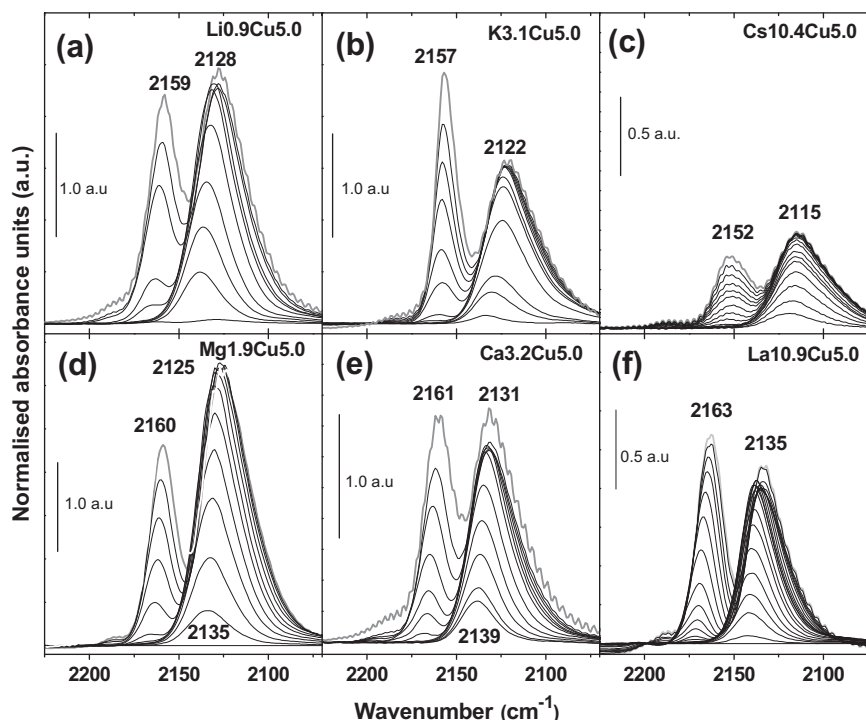 Normalised absorbance units (a.u.)
(a)
Li0.9Cu5.0
2159
2128
1.0 a.u
(b)
K3.1Cu5.0
2157
2122
1.0 a.u
(c)
Cs10.4Cu5.0
0.5 a.u.
2152
2115
(d)
Mg1.9Cu5.0
2125
2160
1.0 a.u
2135
(e)
Ca3.2Cu5.0
2161
2131
1.0 a.u
2139
(f)
La10.9Cu5.0
2163
2135
0.5 a.u
2200 2150 2100
2200 2150 2100
2200 2150 2100
Wavenumber (cm-1)